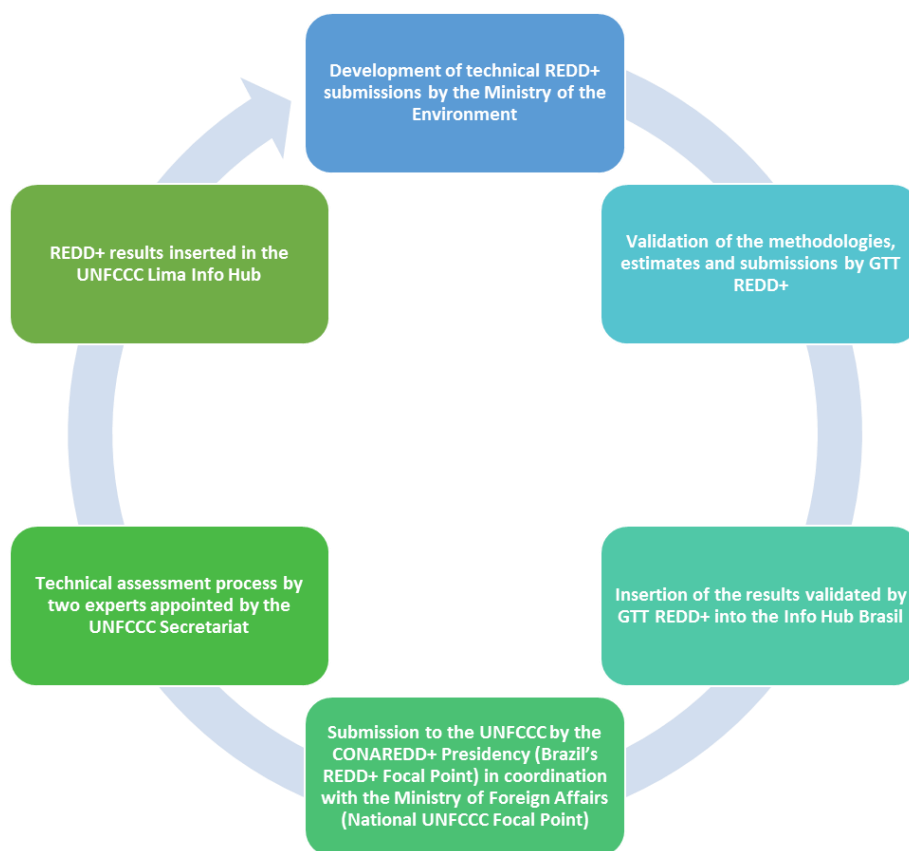 Development of technical REDD+
submissions by the Ministry of the
Environment
Validation of the methodologies,
estimates and submissions by GTT
REDD+
Insertion of the results validated by
GTT REDD+ into the Info Hub Brasil
Submission to the UNFCCC by the
CONAREDD+ Presidency (Brazil’s
REDD+ Focal Point) in coordination
with the Ministry of Foreign Affairs
(National UNFCCC Focal Point)
Technical assessment process by
two experts appointed by the
UNFCCC Secretariat
REDD+ results inserted in the
UNFCCC Lima Info Hub